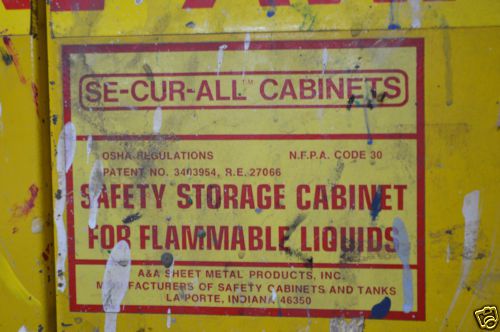 SE-CUR-ALL™ CABINETS
OSHA REGULATIONS N.F.P.A. CODE 30
PATENT NO. 3403954, R.E. 27066
SAFETY STORAGE CABINET
FOR FLAMMABLE LIQUIDS
A&A SHEET METAL PRODUCTS, INC.
MANUFACTURERS OF SAFETY CABINETS AND TANKS
LA PORTE, INDIANA 46350